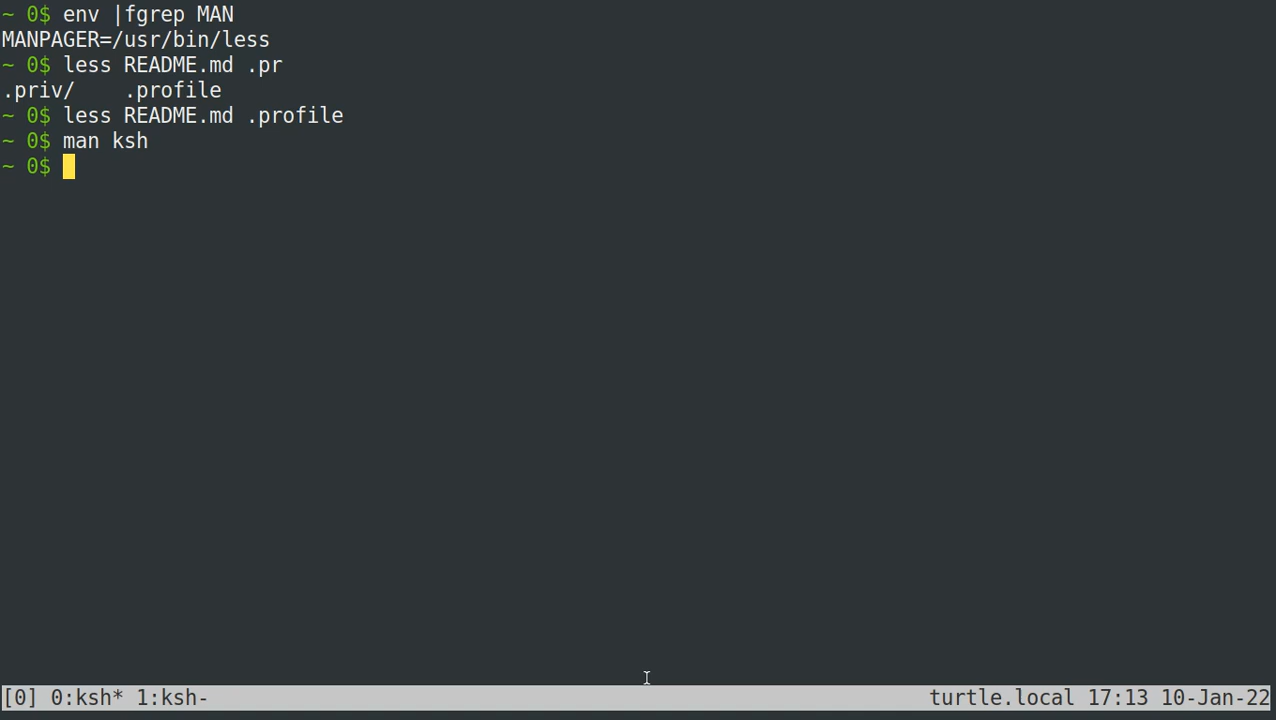 ~ 0$ env |fgrep MAN
MANPAGER=/usr/bin/less
~ 0$ less README.md .pr
.priv/    .profile
~ 0$ less README.md .profile
~ 0$ man ksh
~ 0$
[0] 0:ksh* 1:ksh- turtle.local 17:13 10-Jan-22